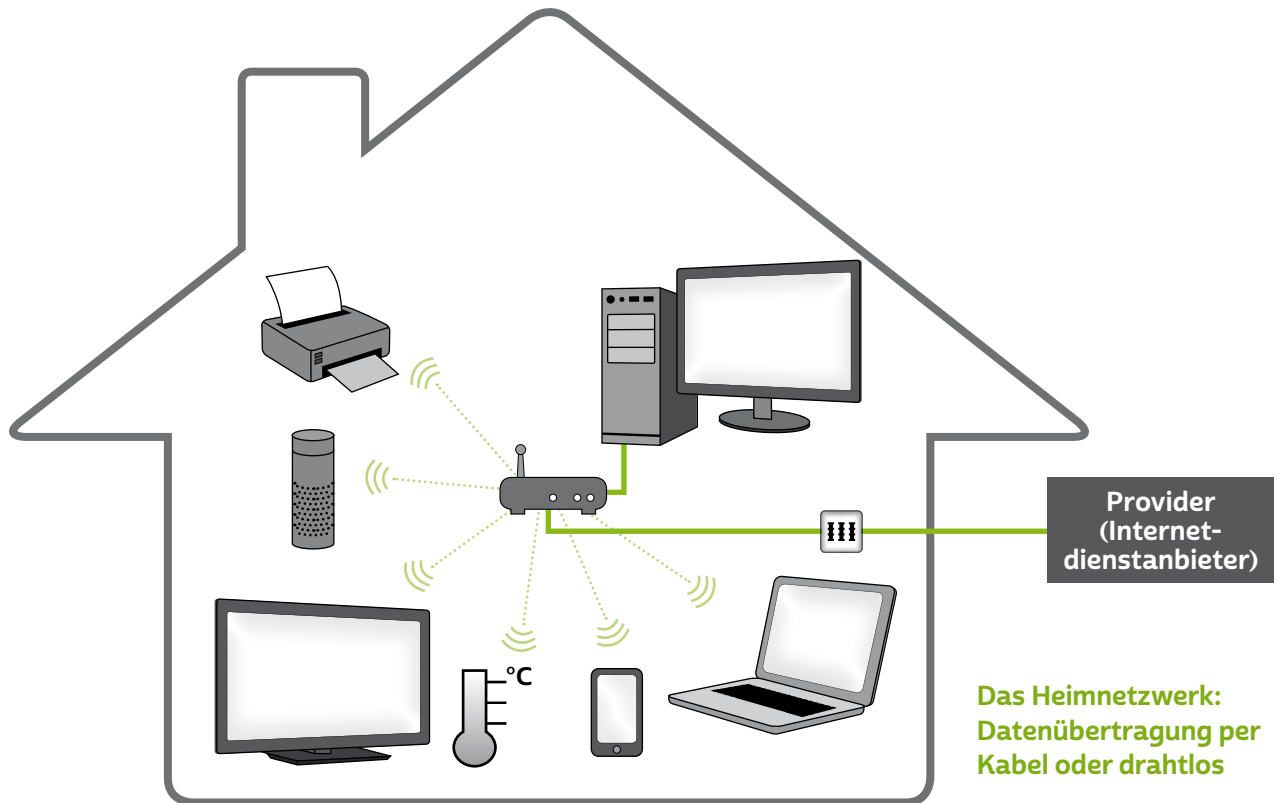 Provider
(Internet-
dienstanbieter)
°C
Das Heimnetzwerk:
Datenübertragung per
Kabel oder drahtlos